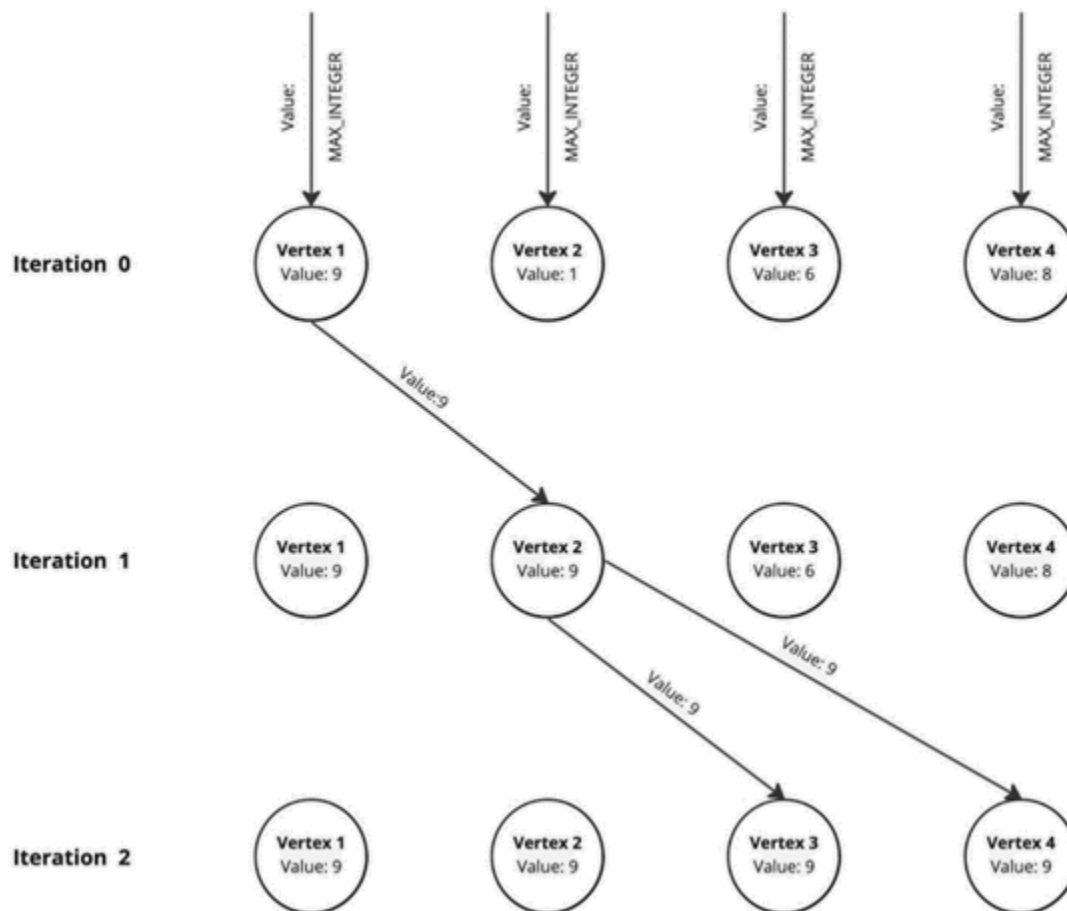 Value:
MAX_INTEGER
Value:
MAX_INTEGER
Value:
MAX_INTEGER
Value:
MAX_INTEGER
Iteration 0
Vertex 1
Value: 9
Vertex 2
Value: 1
Vertex 3
Value: 6
Vertex 4
Value: 8
Value:9
Iteration 1
Vertex 1
Value: 9
Vertex 2
Value: 9
Vertex 3
Value: 6
Vertex 4
Value: 8
Value: 9
Value: 9
Iteration 2
Vertex 1
Value: 9
Vertex 2
Value: 9
Vertex 3
Value: 9
Vertex 4
Value: 9